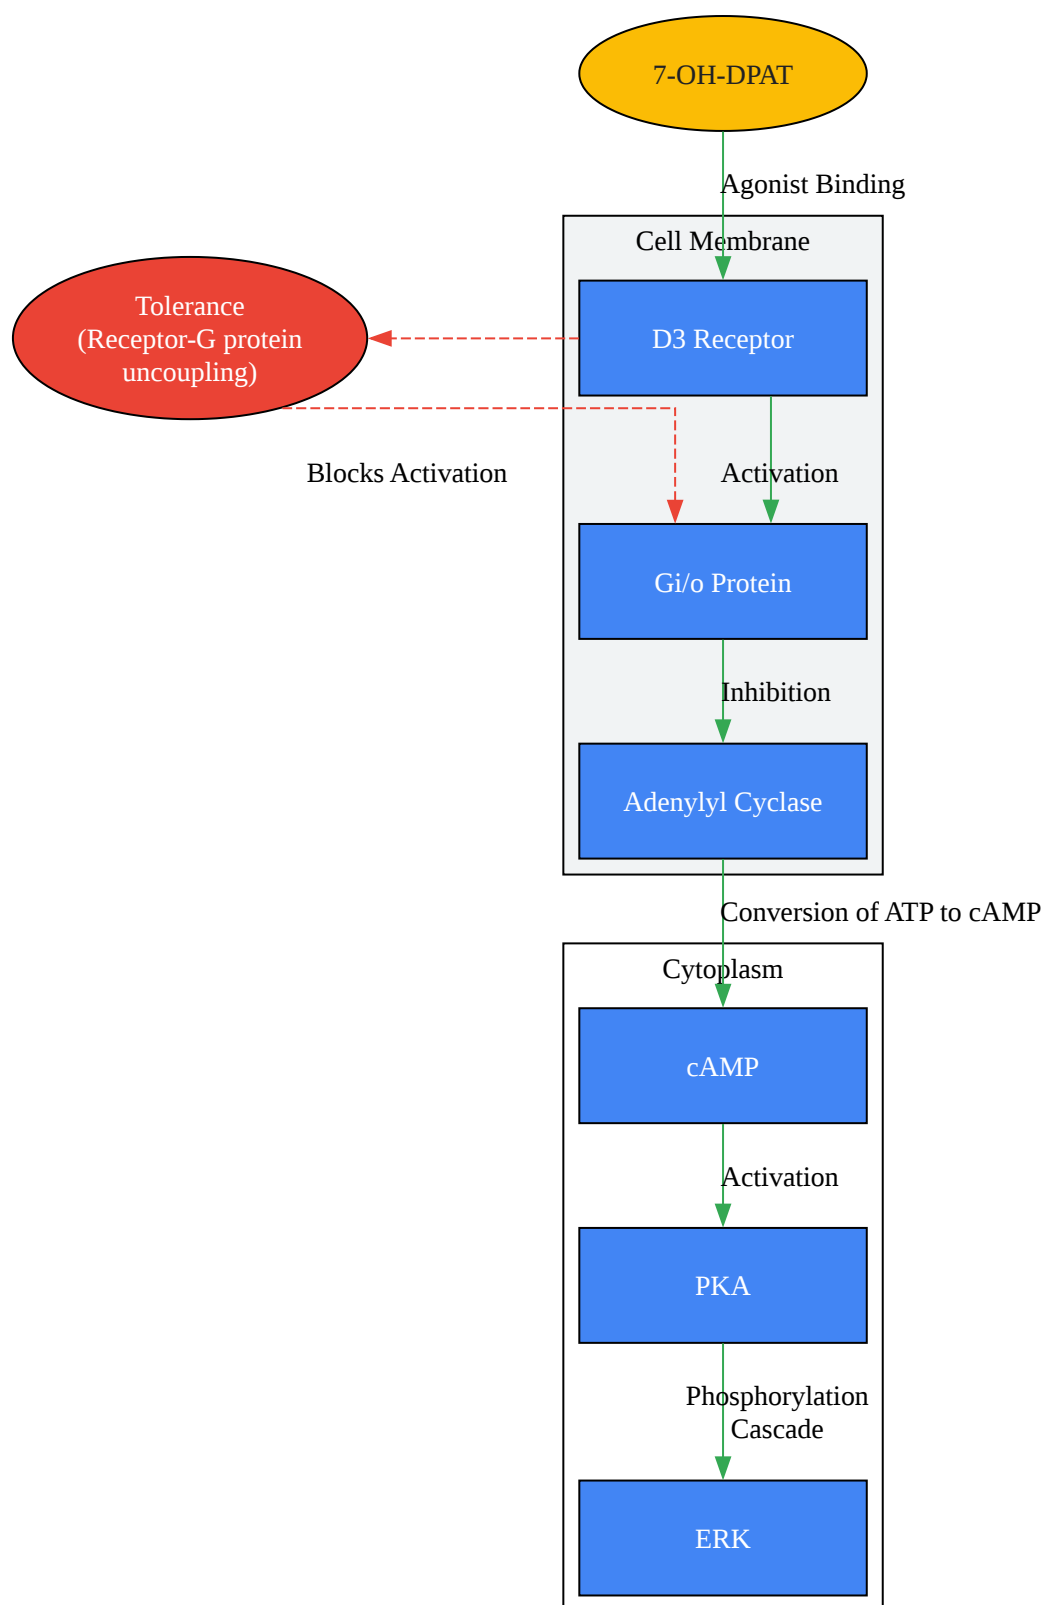 7-OH-DPAT
Agonist Binding
Cell Membrane
Tolerance
(Receptor-G protein
uncoupling)
D3 Receptor
Blocks Activation
Activation
Gi/o Protein
Inhibition
Adenylyl Cyclase
Conversion of ATP to cAMP
Cytoplasm
cAMP
Activation
PKA
Phosphorylation
Cascade
ERK